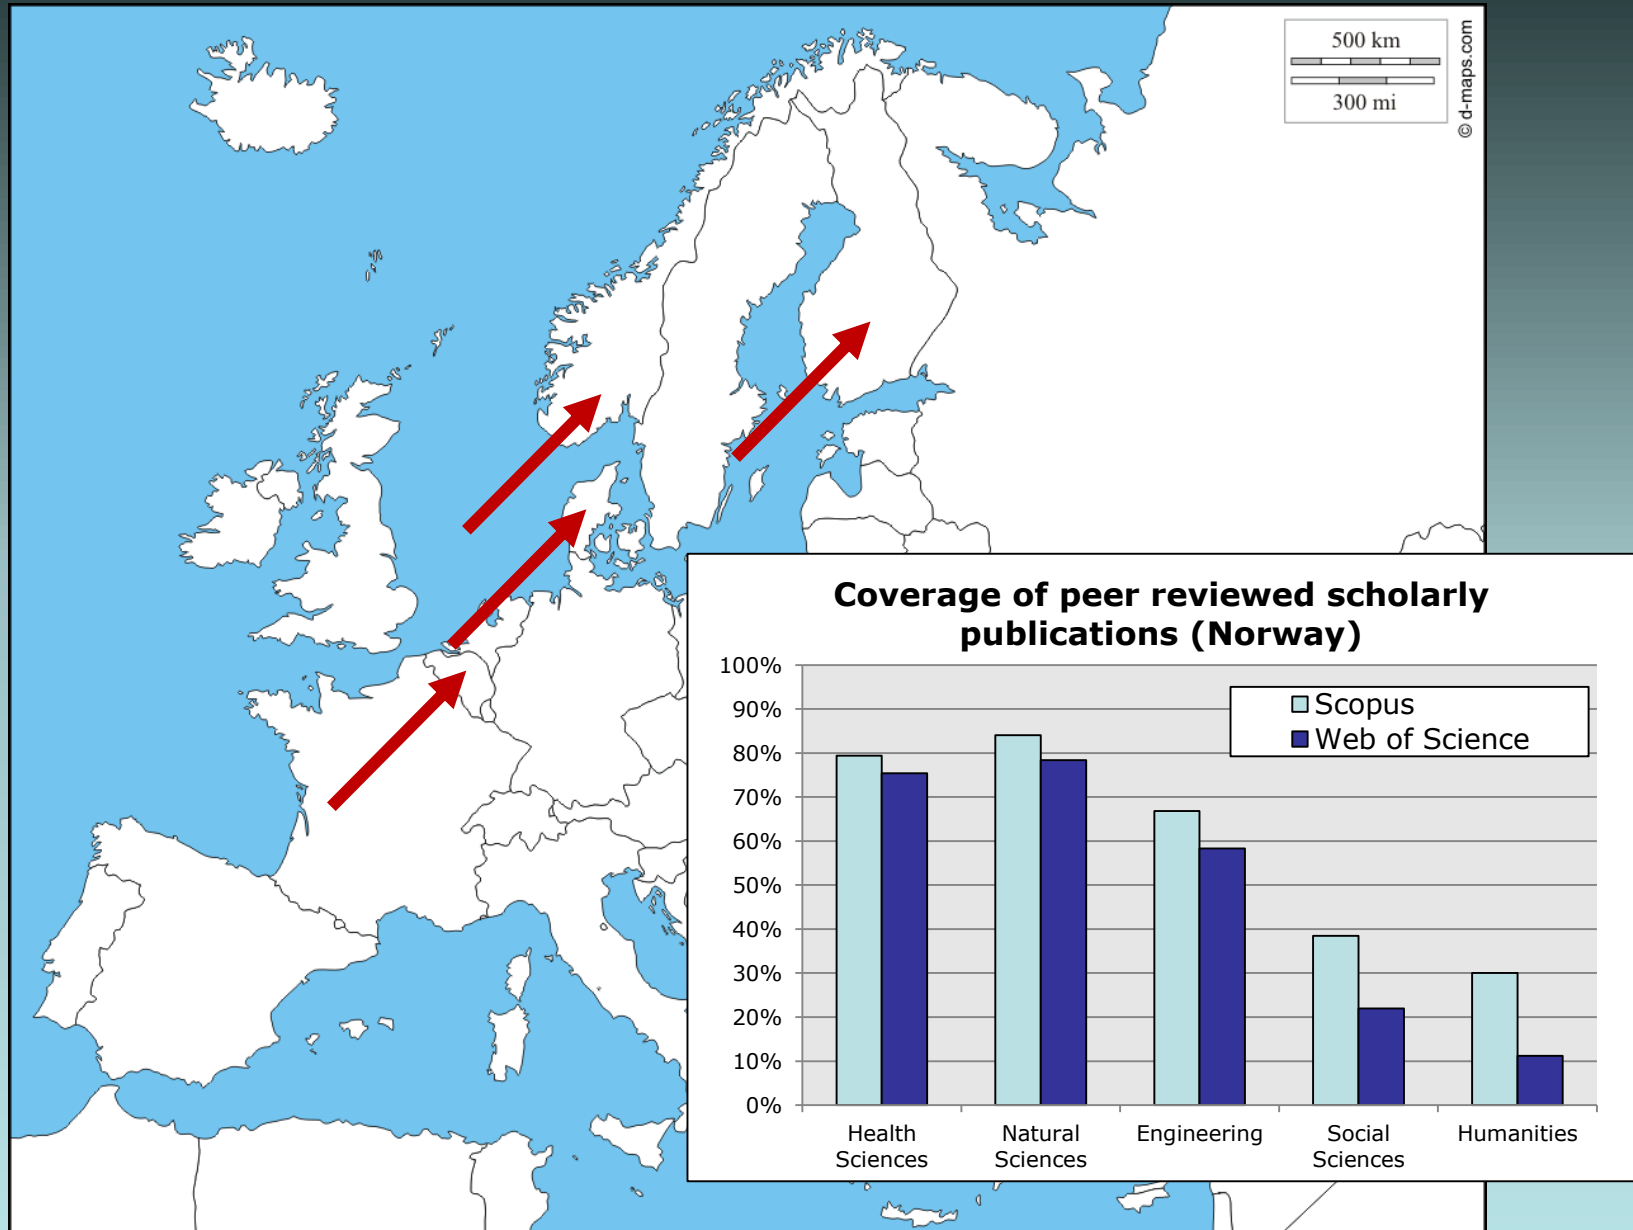 500 km
300 mi
© d-maps.com
Coverage of peer reviewed scholarly
publications (Norway)
100%
90%
80%
70%
60%
50%
40%
30%
20%
10%
0%
Scopus
Web of Science
Health
Sciences
Natural
Sciences
Engineering
Social
Sciences
Humanities